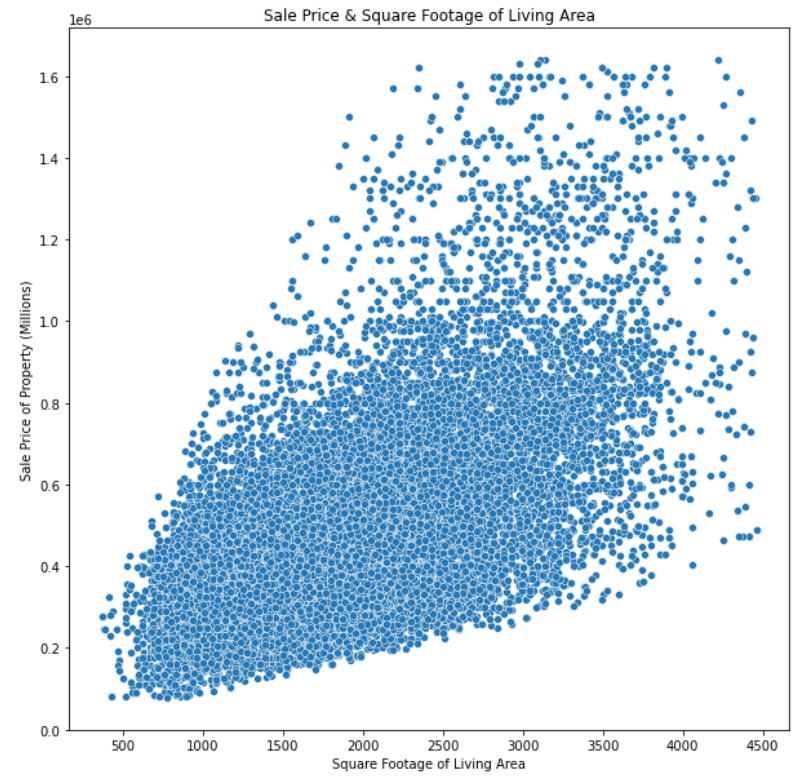 Sale Price & Square Footage of Living Area
1e6
1.6
1.4
1.2
1.0
0.8
0.6
0.4
0.2
0.0
Sale Price of Property (Millions)
500 1000 1500 2000 2500 3000 3500 4000 4500
Square Footage of Living Area